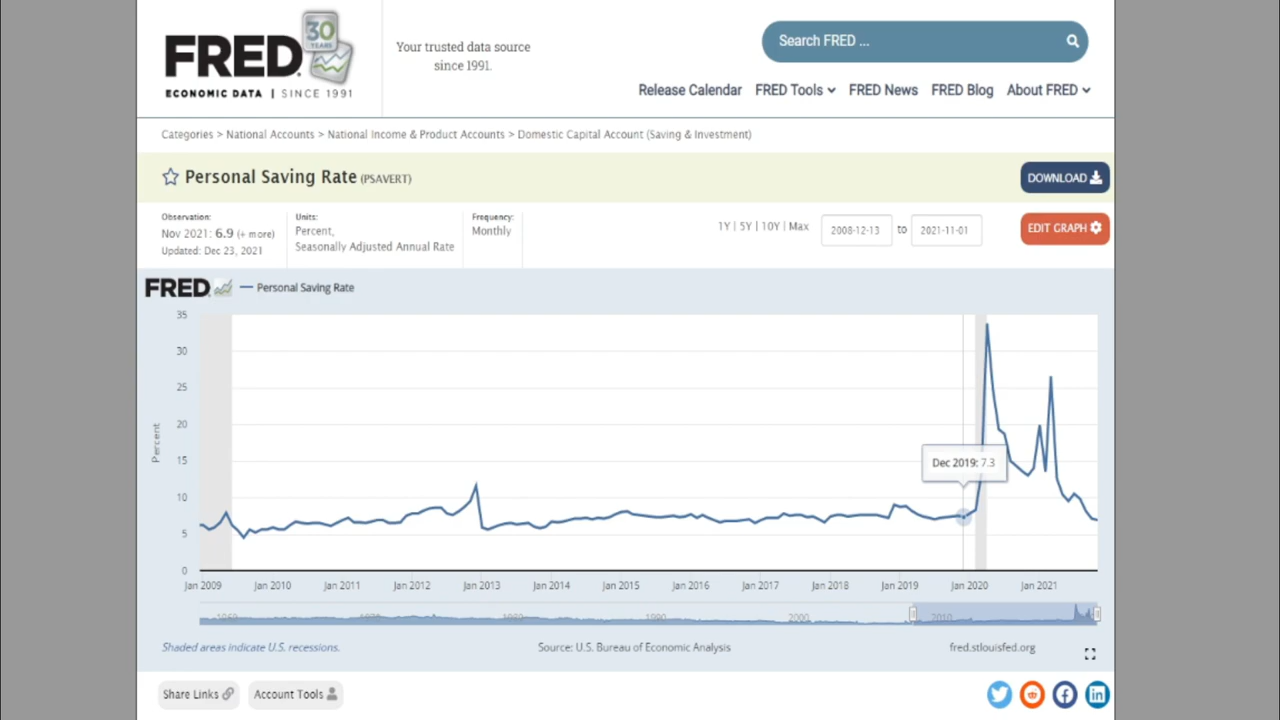 30
YEARS
FRED
ECONOMIC DATA | SINCE 1991
Your trusted data source
since 1991.
Search FRED ...
Release Calendar FRED Tools FRED News FRED Blog About FRED
Categories > National Accounts > National Income & Product Accounts > Domestic Capital Account (Saving & Investment)
Personal Saving Rate (PSAVERT)
DOWNLOAD
Observation:
Nov 2021: 6.9 (+ more)
Updated: Dec 23, 2021
Units:
Percent,
Seasonally Adjusted Annual Rate
Frequency:
Monthly
1Y | 5Y | 10Y | Max
2008-12-13 to 2021-11-01
EDIT GRAPH
FRED Personal Saving Rate
35
30
25
20
15
10
5
0
Percent
Dec 2019: 7.3
Jan 2009 Jan 2010 Jan 2011 Jan 2012 Jan 2013 Jan 2014 Jan 2015 Jan 2016 Jan 2017 Jan 2018 Jan 2019 Jan 2020 Jan 2021
1960 1970 1980 1990 2000 2010
Shaded areas indicate U.S. recessions.
Source: U.S. Bureau of Economic Analysis
fred.stlouisfed.org
Share Links
Account Tools